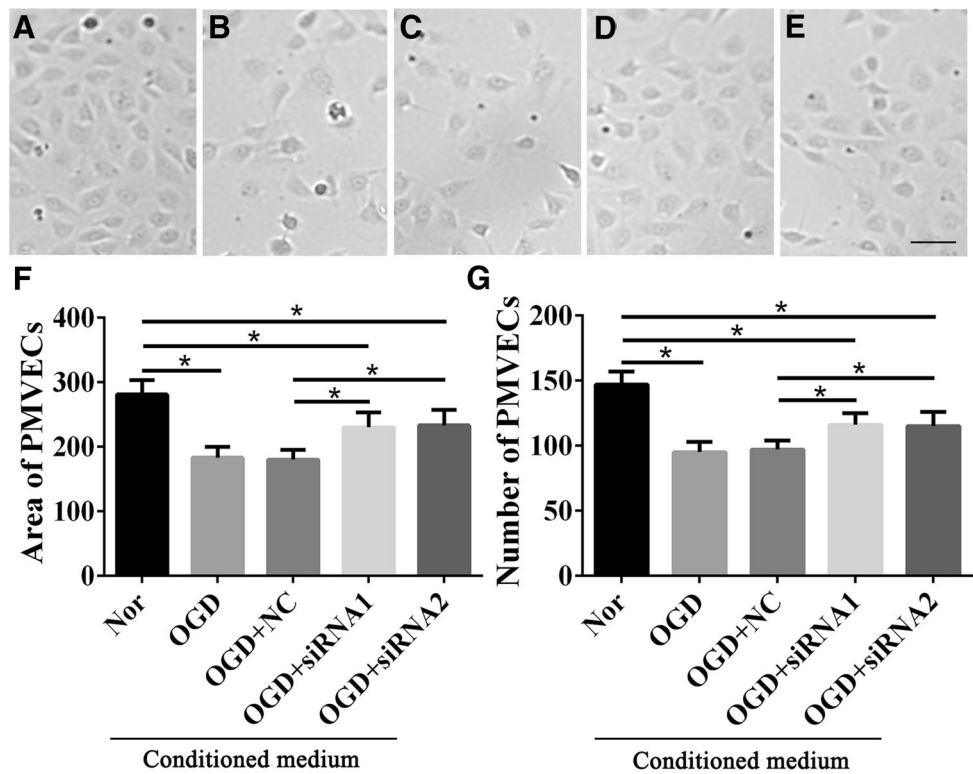 A B C D E
F
Area of PMVECs
400
300
200
100
0
* * * * *
Nor
OGD
OGD+NC
OGD+siRNA1
OGD+siRNA2
Conditioned medium
G
Number of PMVECs
200
150
100
50
0
* * * * *
Nor
OGD
OGD+NC
OGD+siRNA1
OGD+siRNA2
Conditioned medium